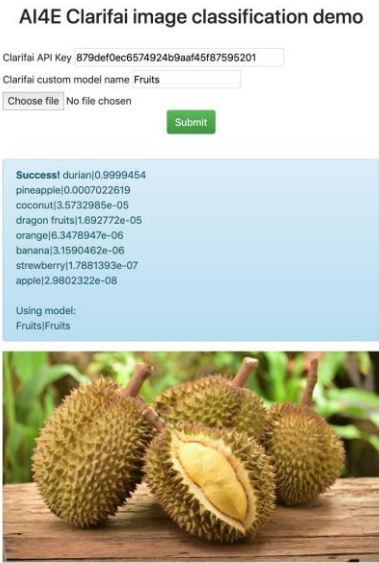 AI4E Clarifai image classification demo
Clarifai API Key 879def0ec6574924b9aaf45f87595201
Clarifai custom model name Fruits
Choose file No file chosen
Submit
Success! durian|0.9999454
pineapple|0.0007022619
coconut|3.5732985e-05
dragon fruits|1.692772e-05
orange|6.3478947e-06
banana|3.1590462e-06
strewberry|1.7881393e-07
apple|2.9802322e-08
Using model:
Fruits|Fruits